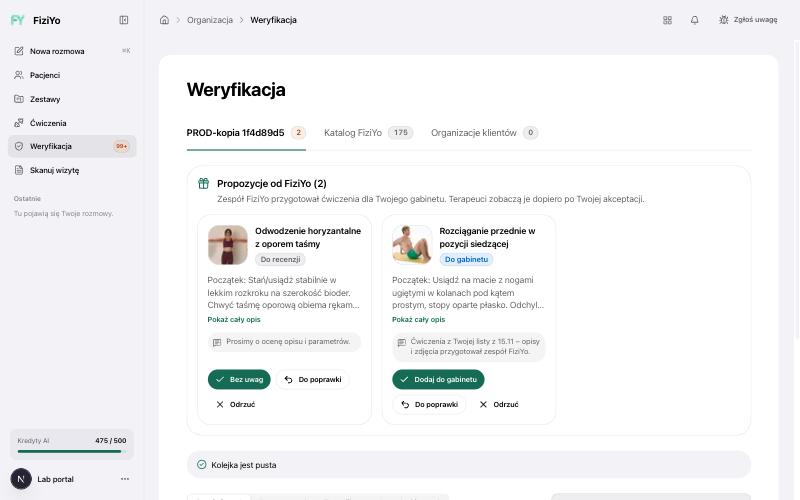 FiziYo
Organizacja
Weryfikacja
Zgłoś uwagę
Nowa rozmowa
⌘K
Pacjenci
Zestawy
Ćwiczenia
Weryfikacja
99+
Skanuj wizytę
Ostatnie
Tu pojawią się Twoje rozmowy.
Kredyty AI
475 / 500
Lab portal
Weryfikacja
PROD-kopia 1f4d89d5 2
Katalog FiziYo 175
Organizacje klientów 0
Propozycje od FiziYo (2)
Zespół FiziYo przygotował ćwiczenia dla Twojego gabinetu. Terapeuci zobaczą je dopiero po Twojej akceptacji.
Odwodzenie horyzontalne
z oporem taśmy
Do recenzji
Początek: Stań/usiądź stabilnie w
lekkim rozkroku na szerokość bioder.
Chwyć taśmę oporową obiema rękam...
Pokaż cały opis
Prosimy o ocenę opisu i parametrów.
Bez uwag
Do poprawki
Odrzuć
Rozciąganie przednie w
pozycji siedzącej
Do gabinetu
Początek: Usiądź na macie z nogami
ugiętymi w kolanach pod kątem
prostym, stopy oparte płasko. Odchyl...
Pokaż cały opis
Ćwiczenia z Twojej listy z 15.11 – opisy
i zdjęcia przygotował zespół FiziYo.
Dodaj do gabinetu
Do poprawki
Odrzuć
Kolejka jest pusta